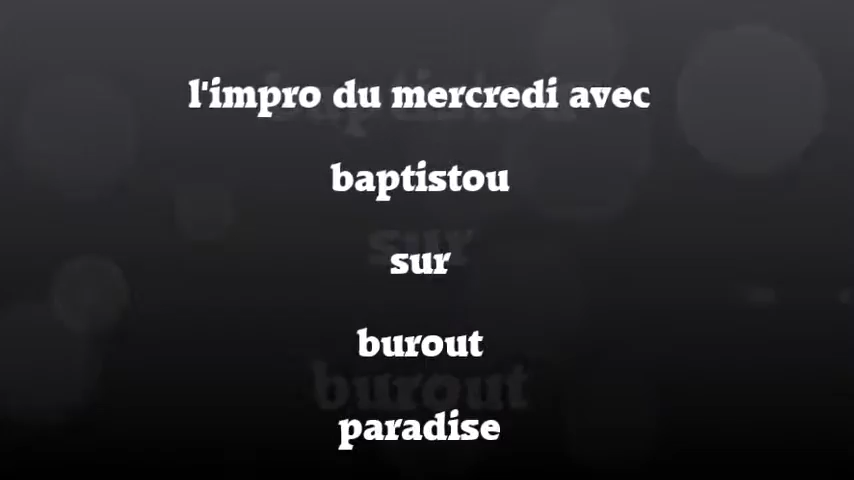 l'impro du mercredi avec
baptistou
sur
burout
paradise